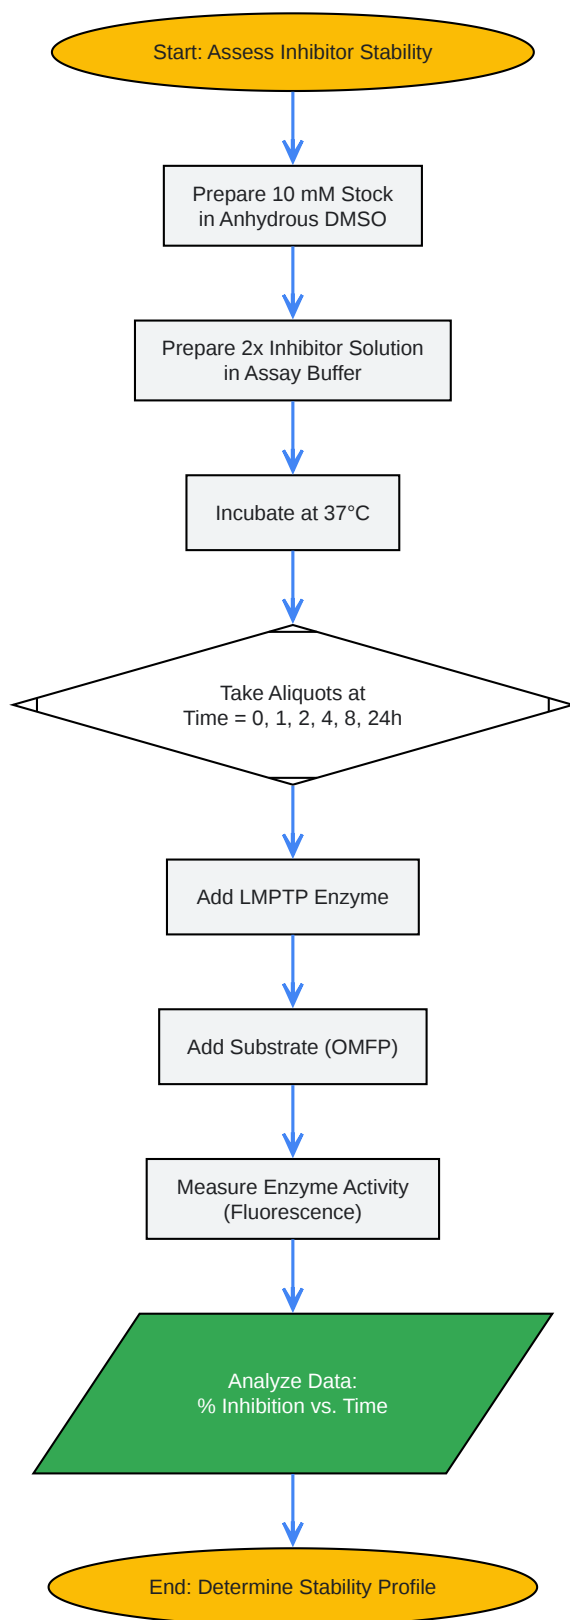 Start: Assess Inhibitor Stability
Prepare 10 mM Stock
in Anhydrous DMSO
Prepare 2x Inhibitor Solution
in Assay Buffer
Incubate at 37°C
Take Aliquots at
Time = 0, 1, 2, 4, 8, 24h
Add LMPTP Enzyme
Add Substrate (OMFP)
Measure Enzyme Activity
(Fluorescence)
Analyze Data:
% Inhibition vs. Time
End: Determine Stability Profile